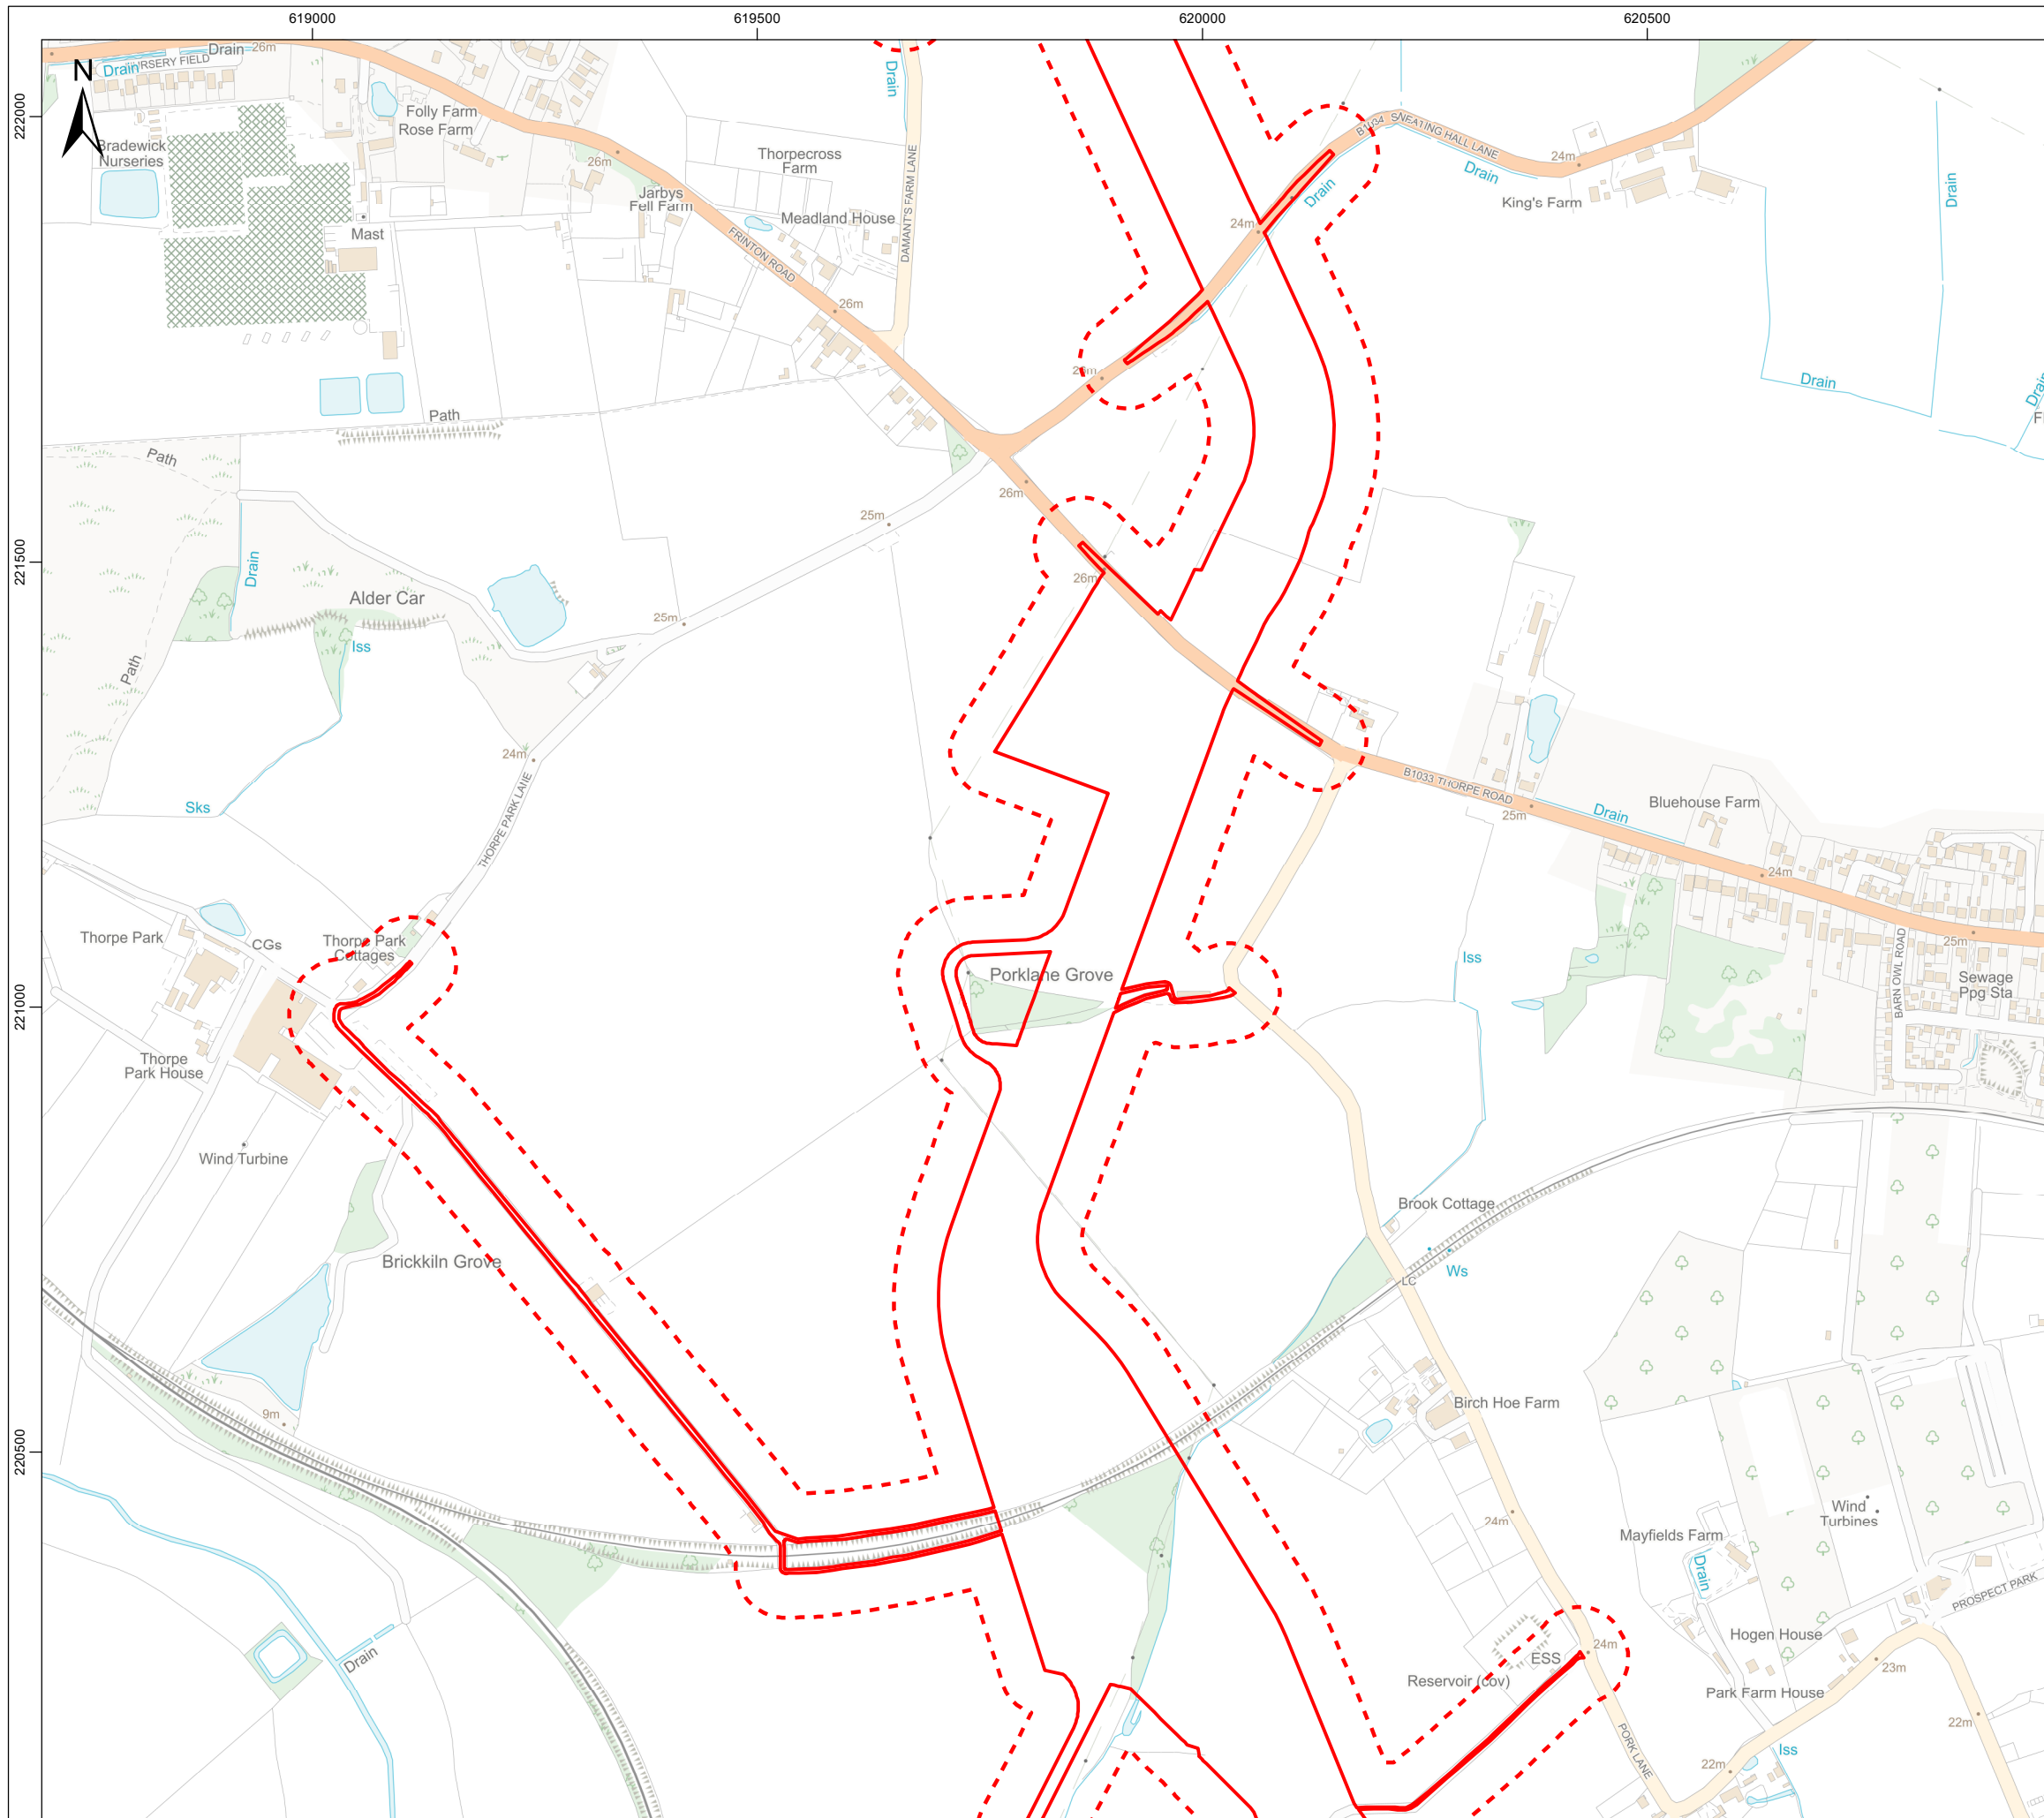 619000
619500
620000
620500
222000
221500
221000
220500
N
Drain
26m
Drain
Folly Farm
Rose Farm
Bradewick
Nurseries
Mast
26m
Jarbys
Fell Farm
Thorpecross
Farm
Meadland House
FRINTON ROAD
26m
DAMANT'S FARM LANE
Drain
B1034 SNEATING HALL LANE
24m
Drain
Drain
24m
King's Farm
Drain
Drain
Drain
Path
Path
Path
Drain
Alder Car
Iss
Sks
25m
25m
26m
26m
24m
THORPE PARK LANE
B1033 THORPE ROAD
25m
Drain
Bluehouse Farm
24m
25m
BARN OWL ROAD
Sewage
Ppg Sta
Iss
Thorpe Park
CGs
Thorpe Park
Cottages
Thorpe
Park House
Wind Turbine
Brickkiln Grove
Porklane Grove
9m
Drain
Brook Cottage
Ws
LC
Birch Hoe Farm
24m
Mayfields Farm
Wind
Turbines
Drain
PROSPECT PARK
Hogen House
24m
ESS
Reservoir (cov)
Park Farm House
23m
22m
PORK LANE
22m
Iss